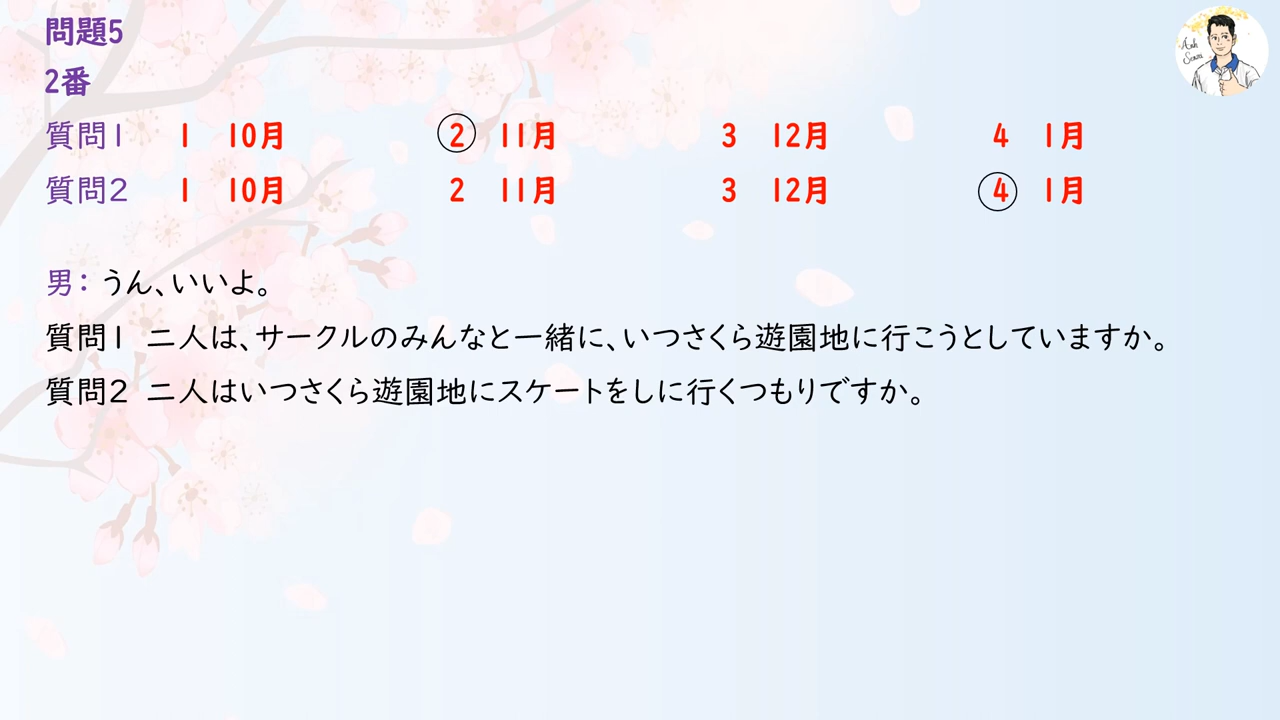 問題5
2番
質問1 1 10月 2 11月 3 12月 4 1月
質問2 1 10月 2 11月 3 12月 4 1月
男: うん、いいよ。
質問1 二人は、サークルのみんなと一緒に、いつさくら遊園地に行こうとしていますか。
質問2 二人はいつさくら遊園地にスケートをしに行くつもりですか。
Anh
Sensei